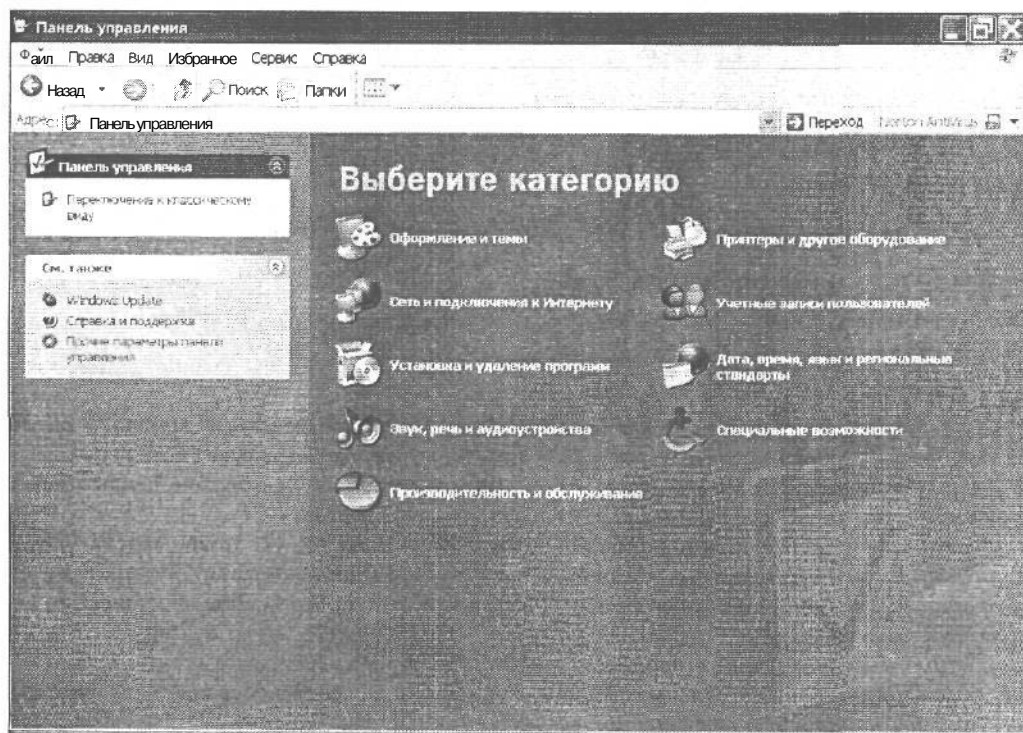 Панель управления
Файл Правка Вид Избранное Сервис Справка
Назад Поиск Папки
Адрес: Панель управления Переход Norton AntiVirus
Панель управления
Переключение к классическому
виду
См. также
Windows Update
Справка и поддержка
Прочие параметры панели
управления
Выберите категорию
Оформление и темы
Принтеры и другое оборудование
Сеть и подключения к Интернету
Учетные записи пользователей
Установка и удаление программ
Дата, время, язык и региональные
стандарты
Звук, речь и аудиоустройства
Специальные возможности
Производительность и обслуживание